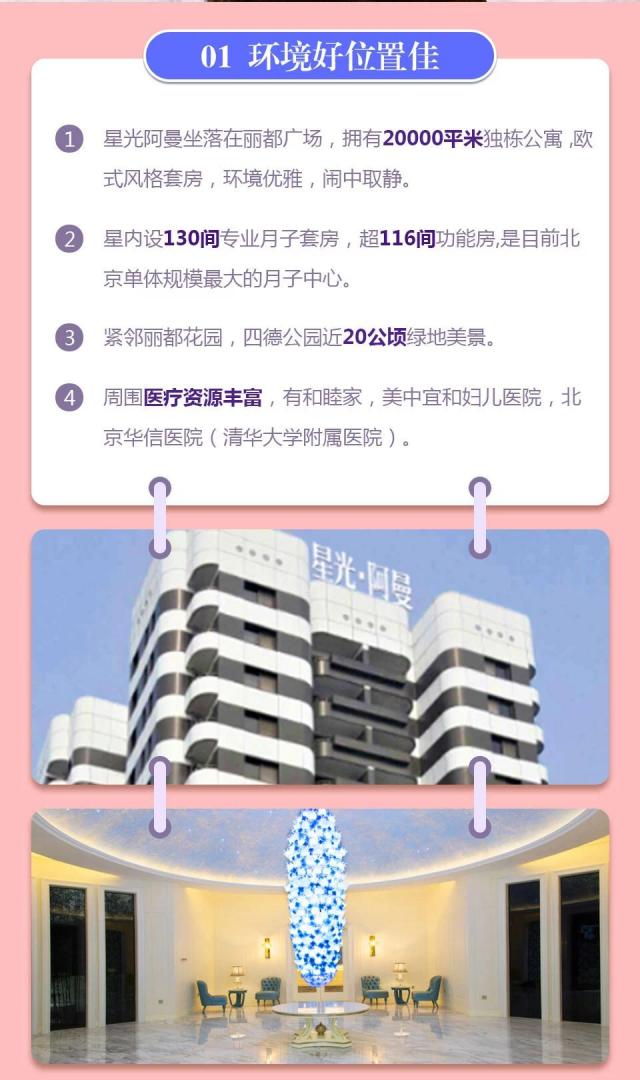 01 环境好位置佳
1 星光阿曼坐落在丽都广场，拥有20000平米独栋公寓,欧
式风格套房，环境优雅，闹中取静。
2 星内设130间专业月子套房，超116间功能房,是目前北
京单体规模最大的月子中心。
3 紧邻丽都花园，四德公园近20公顷绿地美景。
4 周围医疗资源丰富，有和睦家，美中宜和妇儿医院，北
京华信医院（清华大学附属医院）。
星光·阿曼